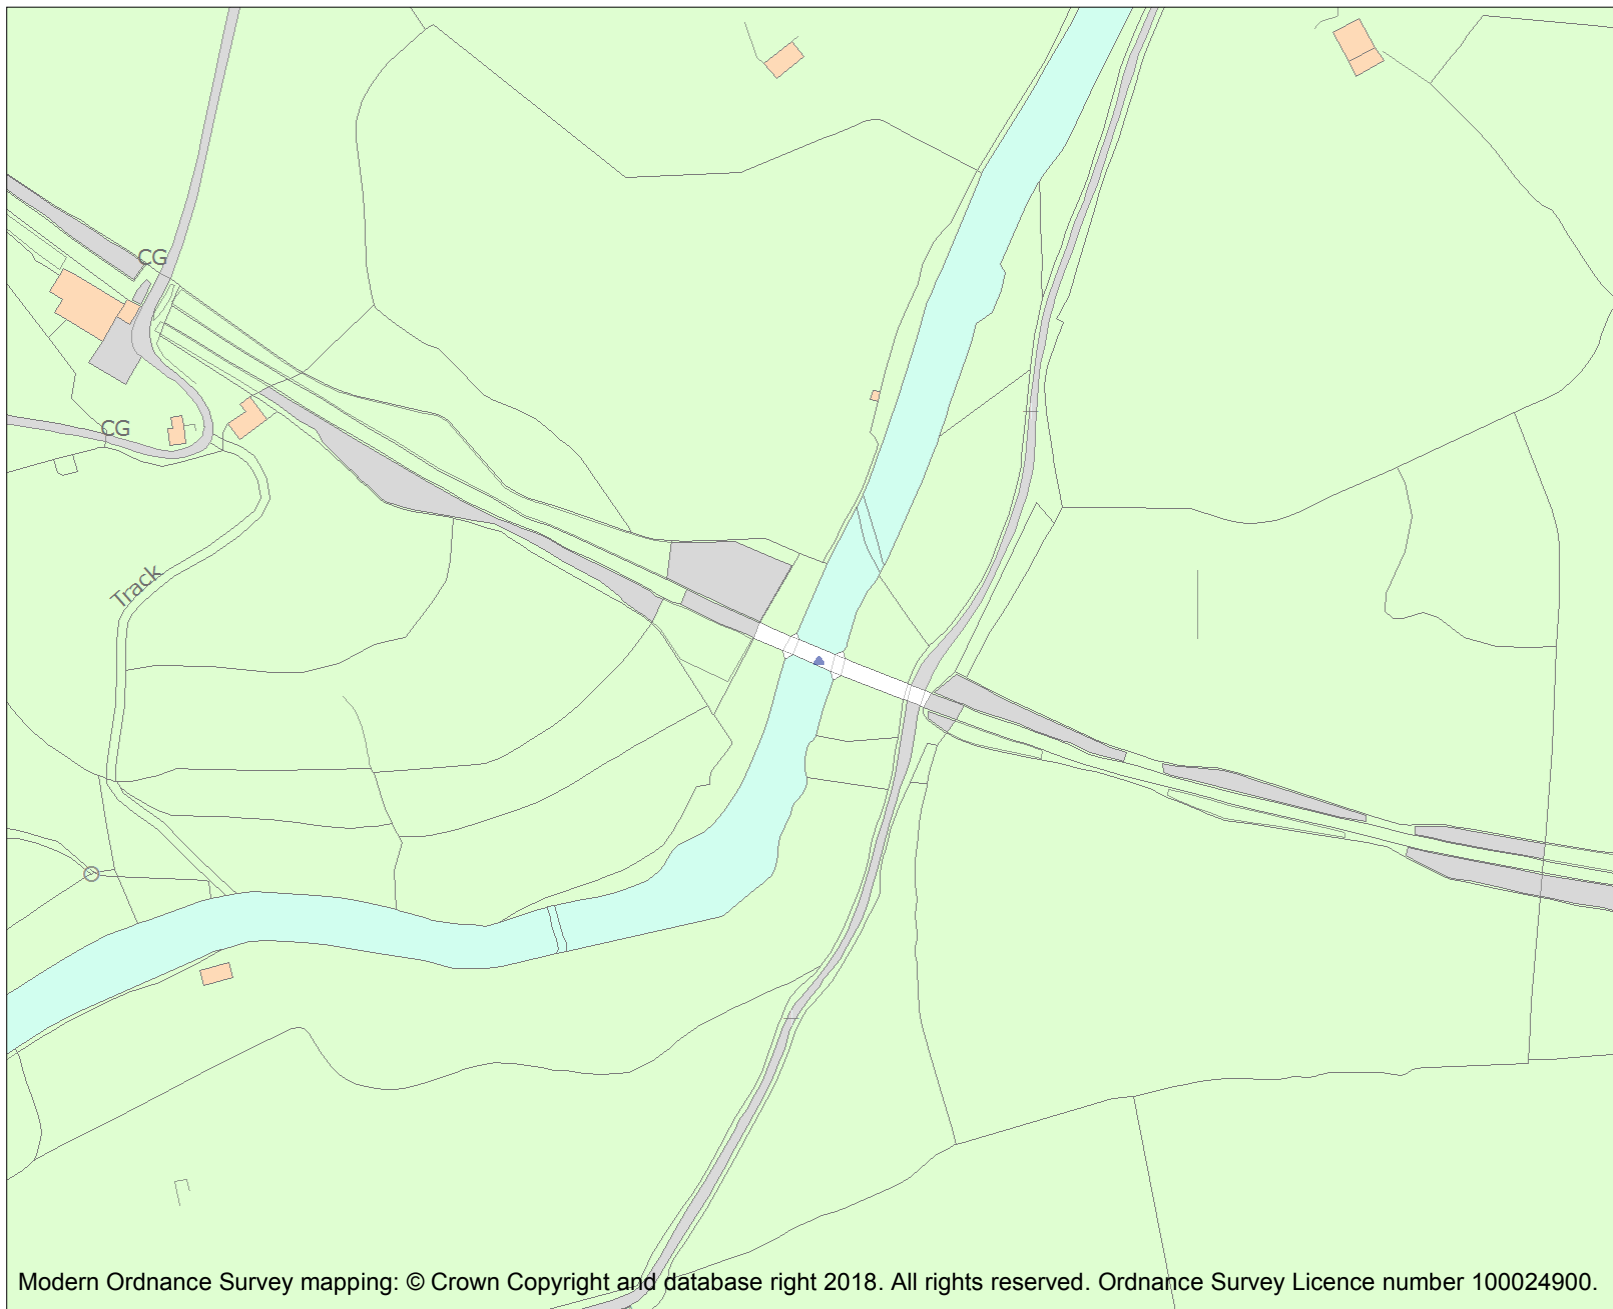 CG
CG
Track
Modern Ordnance Survey mapping: © Crown Copyright and database right 2018. All rights reserved. Ordnance Survey Licence number 100024900.